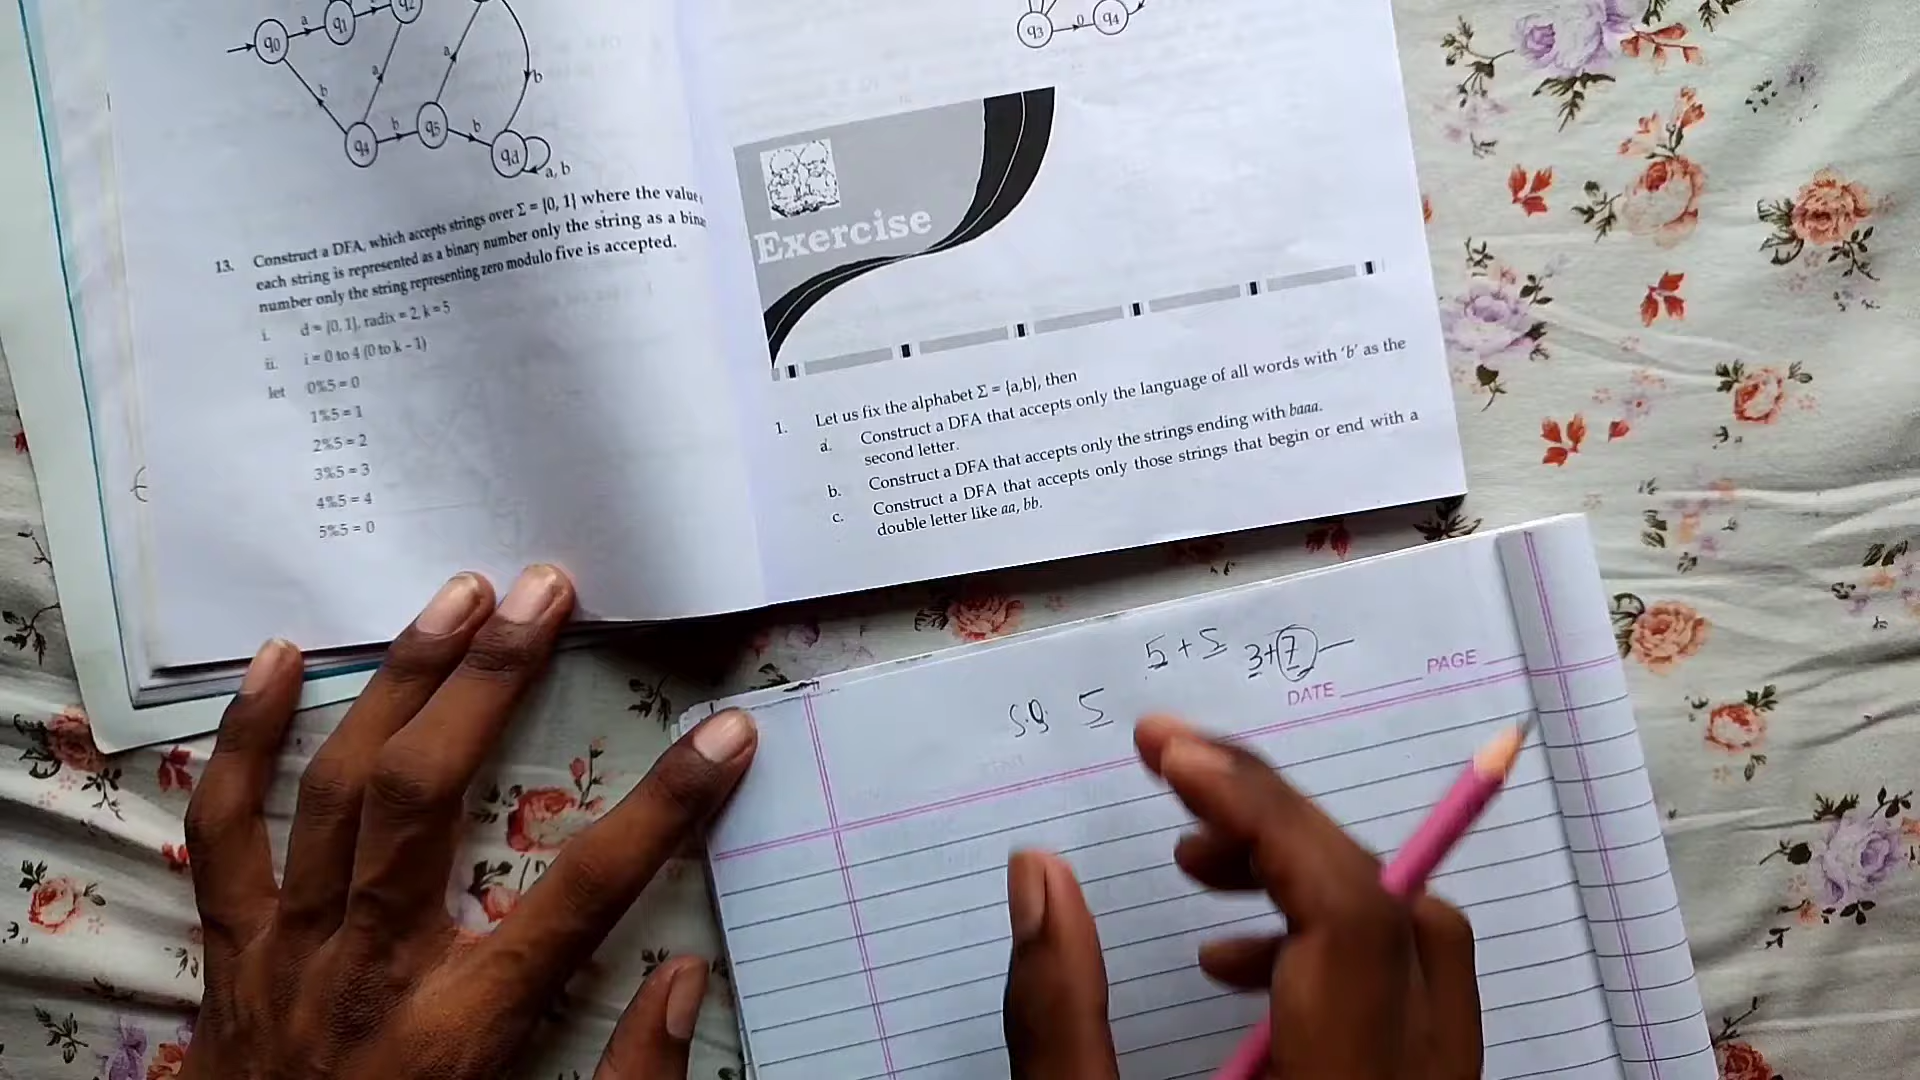 q0 a q1 q2
b a a b
q4 b q5 b qd
a, b
13. Construct a DFA, which accepts strings over Σ = {0, 1} where the value
each string is represented as a binary number only the string as a bina
number only the string representing zero modulo five is accepted.
i. d = {0, 1}, radix = 2, k = 5
ii. i = 0 to 4 (0 to k - 1)
let 0%5 = 0
1%5 = 1
2%5 = 2
3%5 = 3
4%5 = 4
5%5 = 0
q3 0 q4
Exercise
1. Let us fix the alphabet Σ = {a,b}, then
a. Construct a DFA that accepts only the language of all words with 'b' as the
second letter.
b. Construct a DFA that accepts only the strings ending with baaa.
c. Construct a DFA that accepts only those strings that begin or end with a
double letter like aa, bb.
5 + 5 3+7
S.Q. 5
DATE PAGE